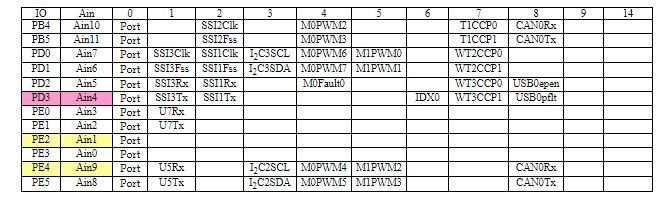 IO Ain 0 1 2 3 4 5 6 7 8 9 14
PB4 Ain10 Port SSI2Clk M0PWM2 T1CCP0 CAN0Rx
PB5 Ain11 Port SSI2Fss M0PWM3 T1CCP1 CAN0Tx
PD0 Ain7 Port SSI3Clk SSI1Clk I₂C3SCL M0PWM6 M1PWM0 WT2CCP0
PD1 Ain6 Port SSI3Fss SSI1Fss I₂C3SDA M0PWM7 M1PWM1 WT2CCP1
PD2 Ain5 Port SSI3Rx SSI1Rx M0Fault0 WT3CCP0 USB0epen
PD3 Ain4 Port SSI3Tx SSI1Tx IDX0 WT3CCP1 USB0pflt
PE0 Ain3 Port U7Rx
PE1 Ain2 Port U7Tx
PE2 Ain1 Port
PE3 Ain0 Port
PE4 Ain9 Port U5Rx I₂C2SCL M0PWM4 M1PWM2 CAN0Rx
PE5 Ain8 Port U5Tx I₂C2SDA M0PWM5 M1PWM3 CAN0Tx